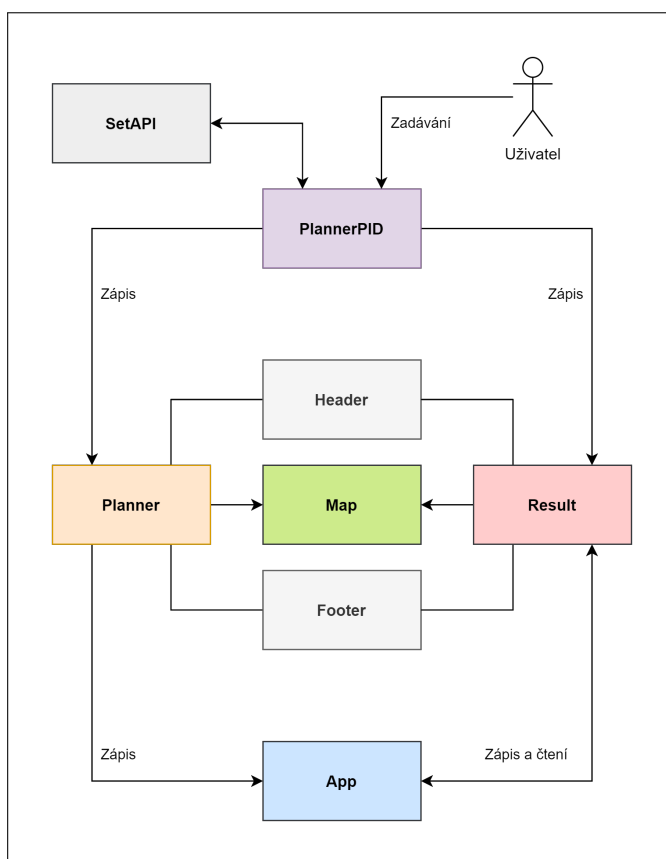 SetAPI
Zadávání
Uživatel
PlannerPID
Zápis
Zápis
Header
Planner
Map
Result
Footer
Zápis
Zápis a čtení
App